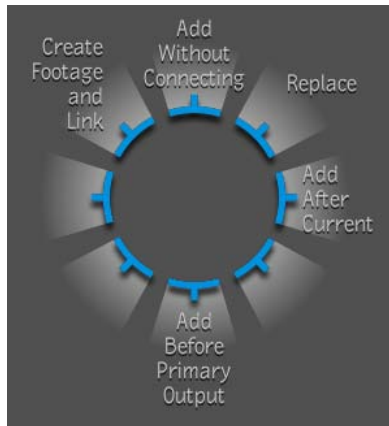 Create
Footage
and
Link
Add
Without
Connecting
Replace
Add
After
Current
Add
Before
Primary
Output